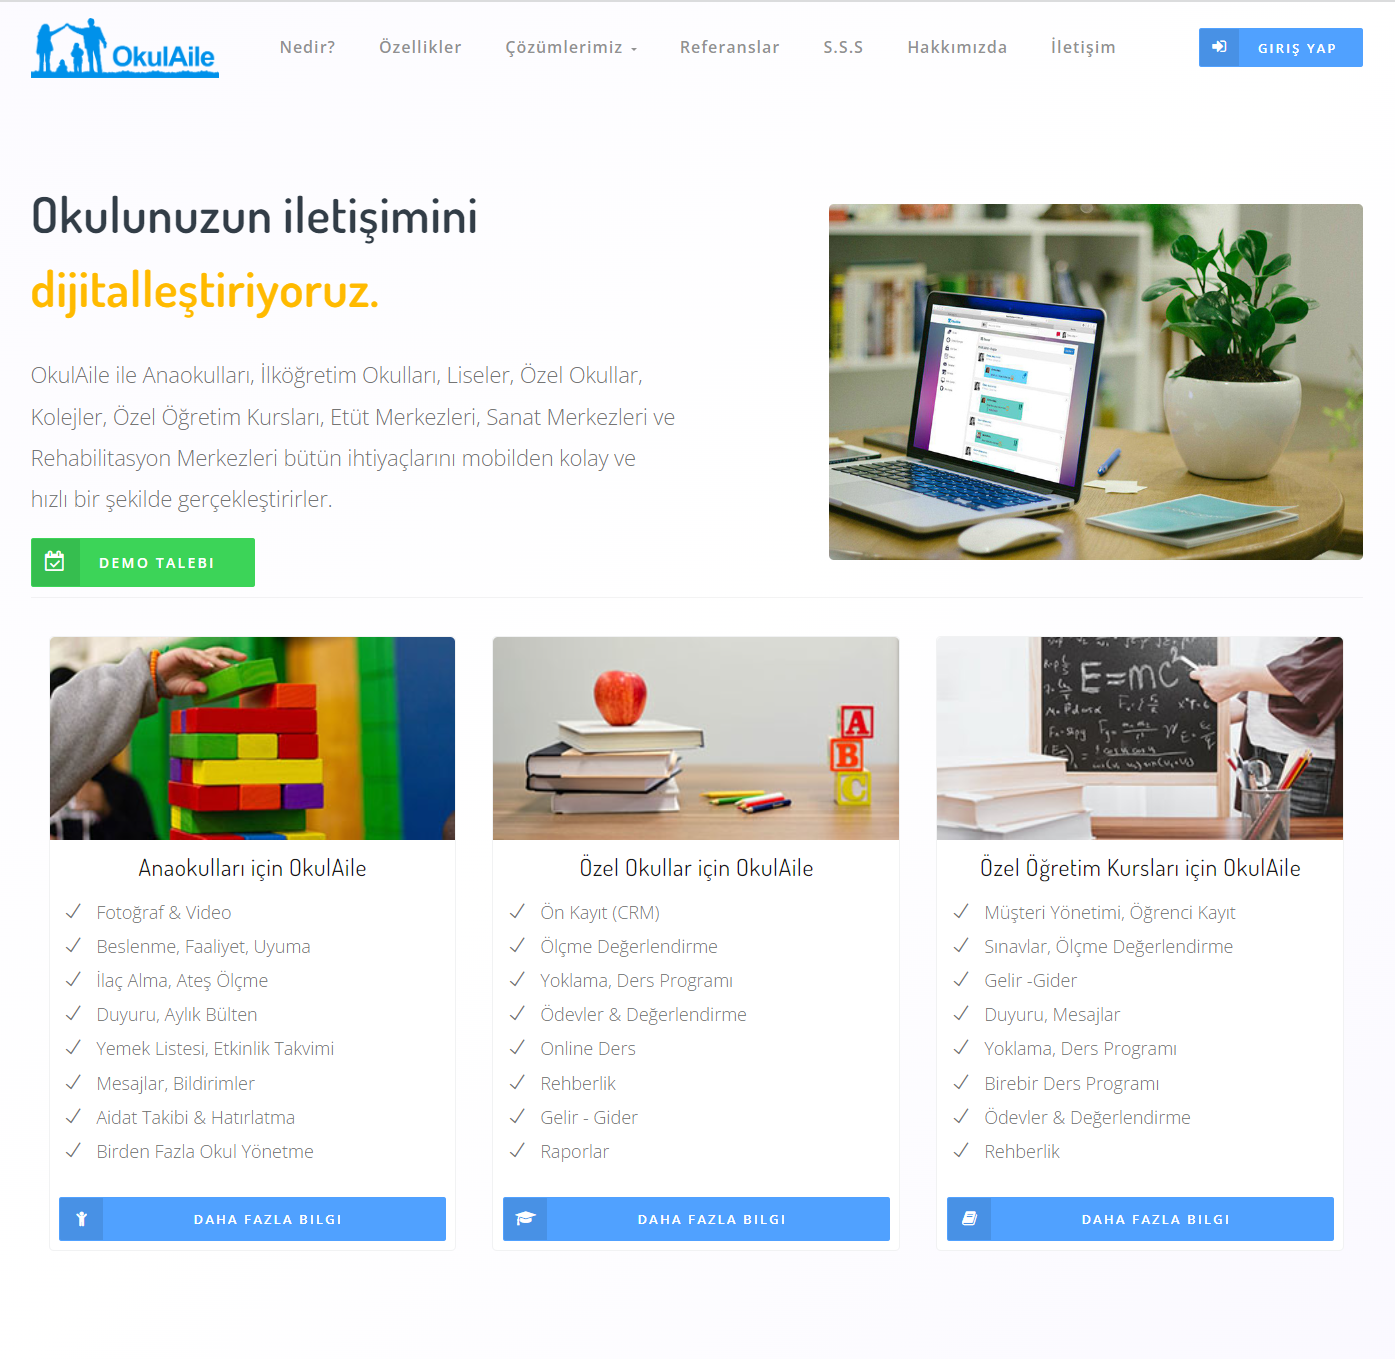 OkulAile
Nedir?
Özellikler
Çözümlerimiz
Referanslar
S.S.S
Hakkımızda
İletişim
GIRIŞ YAP
Okulunuzun iletişimini
dijitalleştiriyoruz.
OkulAile ile Anaokulları, İlköğretim Okulları, Liseler, Özel Okullar,
Kolejler, Özel Öğretim Kursları, Etüt Merkezleri, Sanat Merkezleri ve
Rehabilitasyon Merkezleri bütün ihtiyaçlarını mobilden kolay ve
hızlı bir şekilde gerçekleştirirler.
DEMO TALEBI
A
B
C
E=mc²
Anaokulları için OkulAile
Fotoğraf & Video
Beslenme, Faaliyet, Uyuma
İlaç Alma, Ateş Ölçme
Duyuru, Aylık Bülten
Yemek Listesi, Etkinlik Takvimi
Mesajlar, Bildirimler
Aidat Takibi & Hatırlatma
Birden Fazla Okul Yönetme
DAHA FAZLA BILGI
Özel Okullar için OkulAile
Ön Kayıt (CRM)
Ölçme Değerlendirme
Yoklama, Ders Programı
Ödevler & Değerlendirme
Online Ders
Rehberlik
Gelir - Gider
Raporlar
DAHA FAZLA BILGI
Özel Öğretim Kursları için OkulAile
Müşteri Yönetimi, Öğrenci Kayıt
Sınavlar, Ölçme Değerlendirme
Gelir -Gider
Duyuru, Mesajlar
Yoklama, Ders Programı
Birebir Ders Programı
Ödevler & Değerlendirme
Rehberlik
DAHA FAZLA BILGI